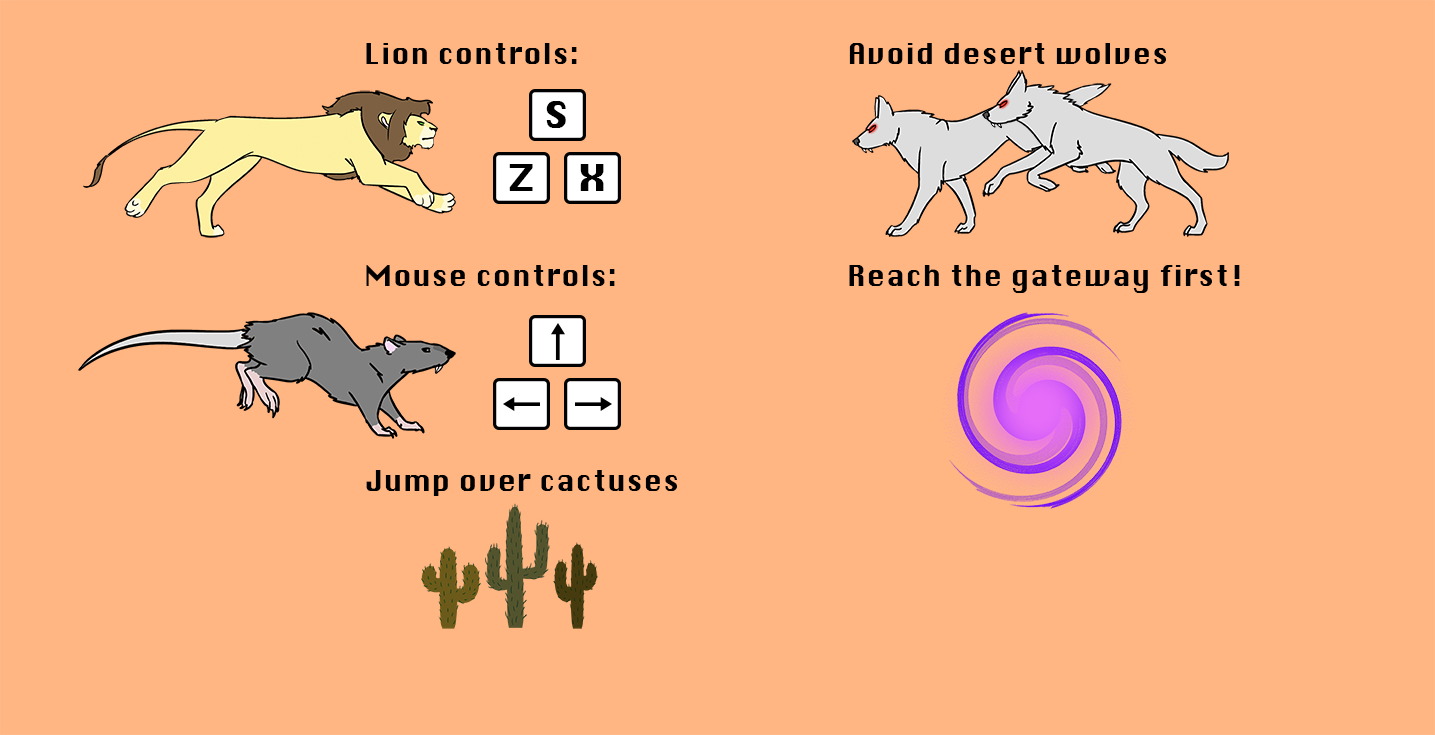 Lion controls:
S
Z X
Mouse controls:
↑
← →
Jump over cactuses
Avoid desert wolves
Reach the gateway first!